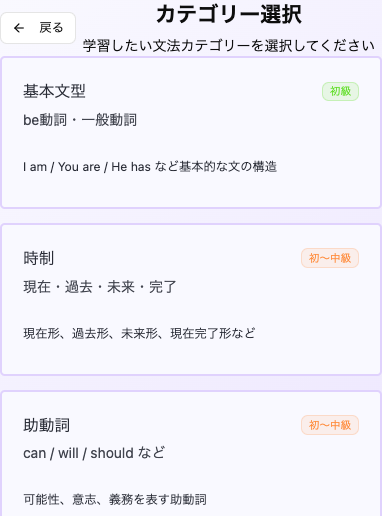 カテゴリー選択
← 戻る
学習したい文法カテゴリーを選択してください
基本文型 初級
be動詞・一般動詞
I am / You are / He has など基本的な文の構造
時制 初〜中級
現在・過去・未来・完了
現在形、過去形、未来形、現在完了形など
助動詞 初〜中級
can / will / should など
可能性、意志、義務を表す助動詞